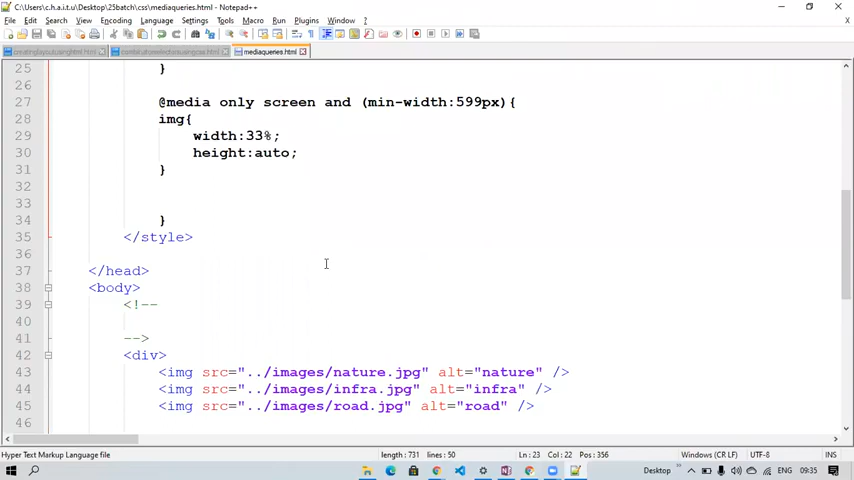 C:\Users\c.h.a.i.t.u\Desktop\25batch\css\mediaqueries.html - Notepad++
File Edit Search View Encoding Language Settings Tools Macro Run Plugins Window ?
mediaqueries.html
25 }
26
27 @media only screen and (min-width:599px){
28 img{
29 width:33%;
30 height:auto;
31 }
32
33
34 }
35 </style>
36
37 </head>
38 <body>
39 <!--
40
41 -->
42 <div>
43 <img src="../images/nature.jpg" alt="nature" />
44 <img src="../images/infra.jpg" alt="infra" />
45 <img src="../images/road.jpg" alt="road" />
46
Hyper Text Markup Language file length : 731 lines : 50 Ln : 23 Col : 22 Pos : 356 Windows (CR LF) UTF-8 INS
Desktop ENG 09:35